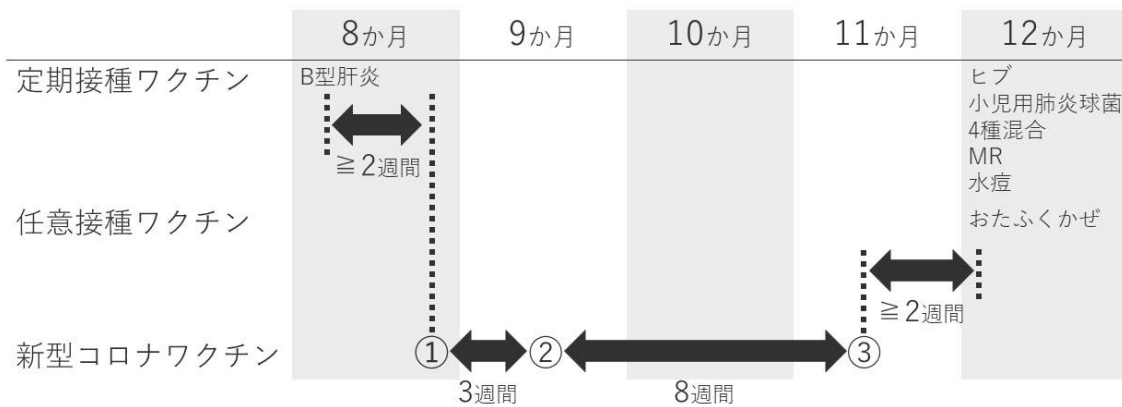 8か月 9か月 10か月 11か月 12か月
定期接種ワクチン
B型肝炎
≧2週間
ヒブ
小児用肺炎球菌
4種混合
MR
水痘
任意接種ワクチン
おたふくかぜ
≧2週間
新型コロナワクチン
① ② ③
3週間 8週間